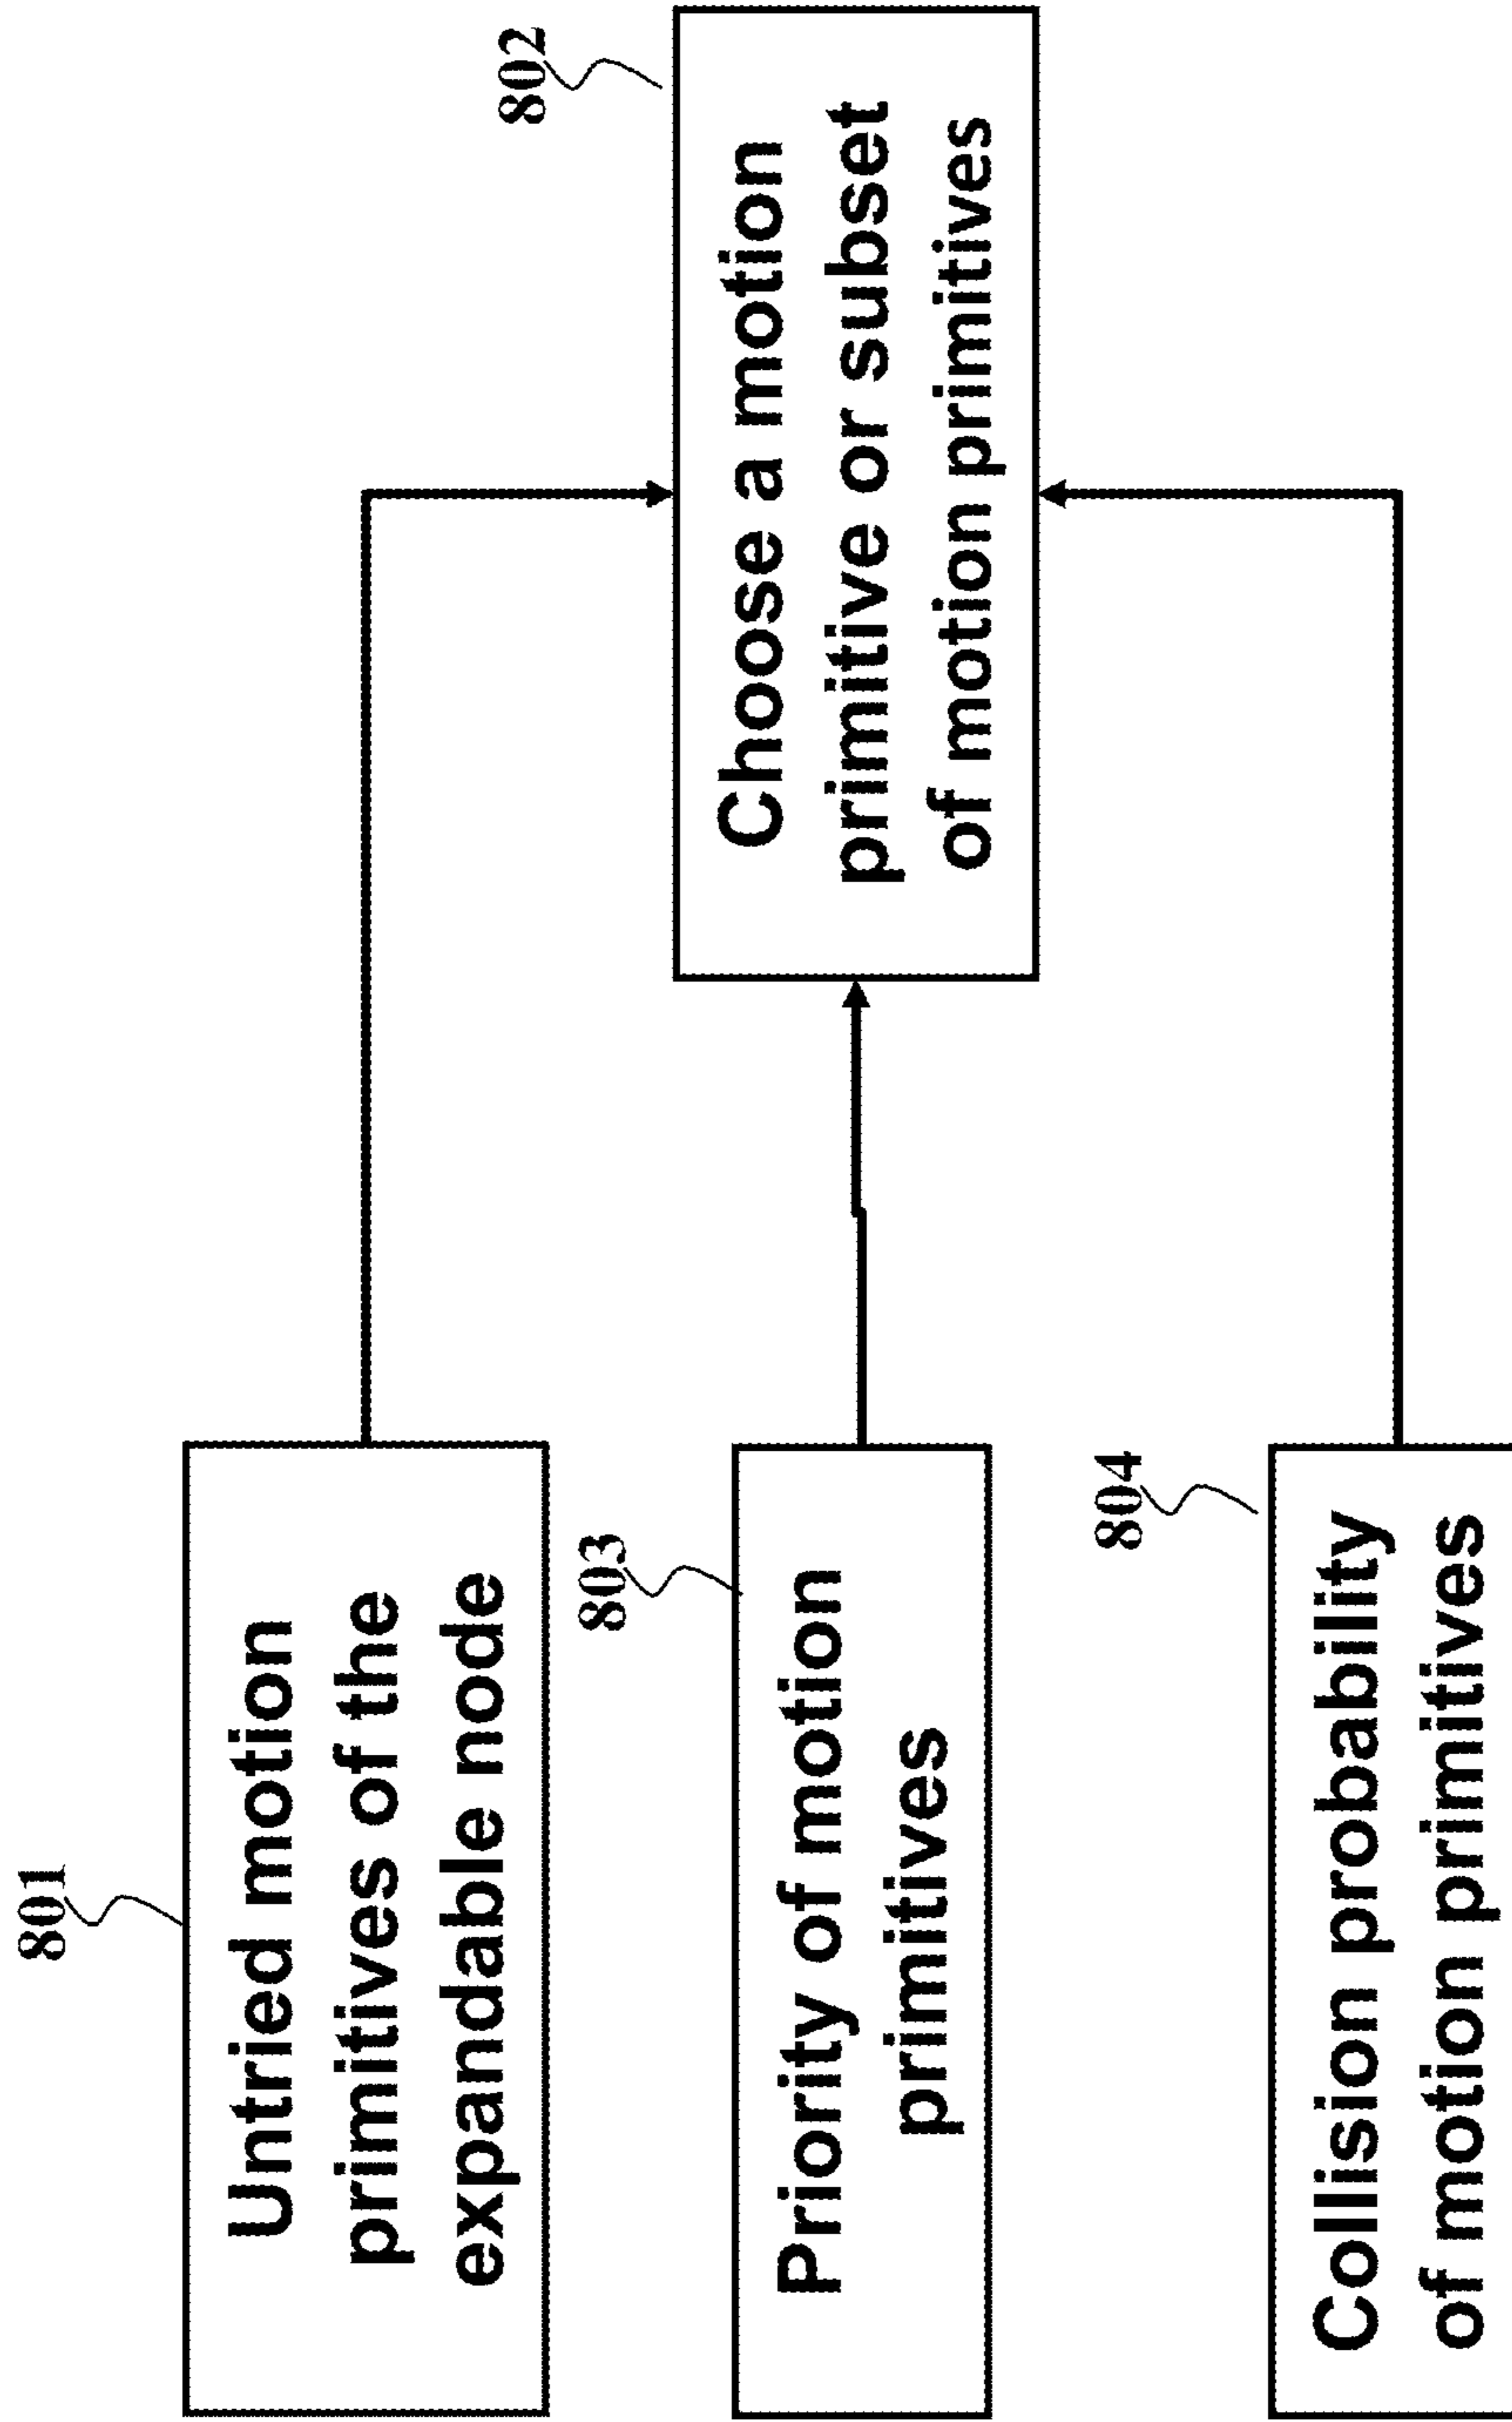 801
Untried motion
primitives of the
expandable node
803
Priority of motion
primitives
804
Collision probability
of motion primitives
802
Choose a motion
primitive or subset
of motion primitives